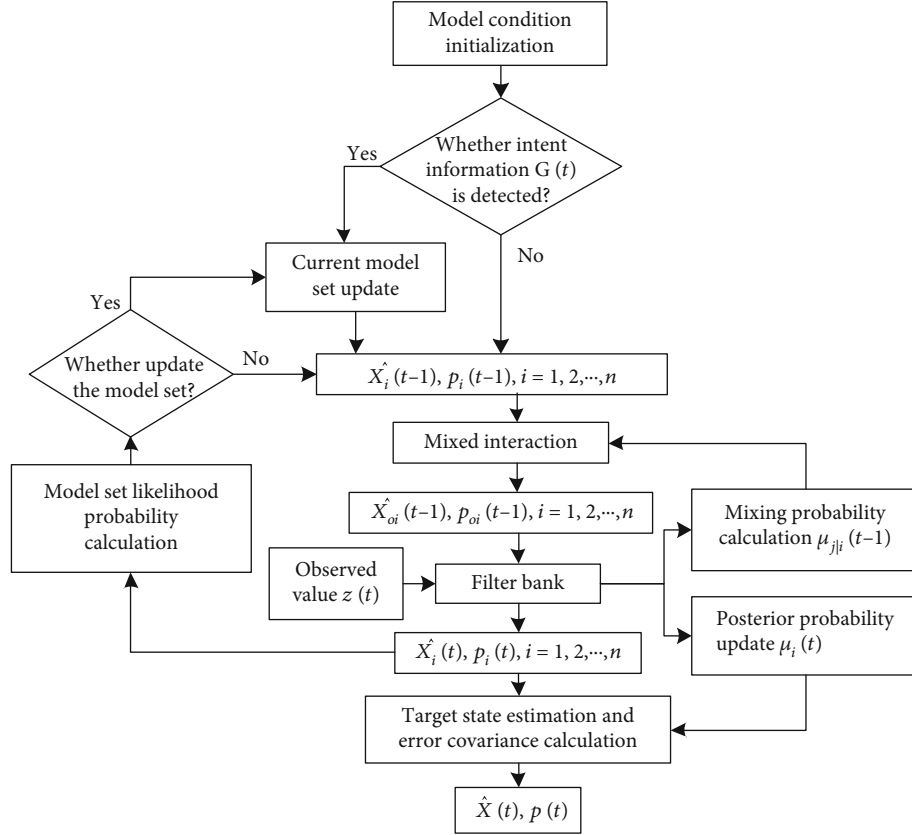 Model condition
initialization
Whether intent
information G (t)
is detected?
Yes
No
Current model
set update
Yes
Whether update
the model set?
No
X̂ᵢ (t–1), pᵢ (t–1), i = 1, 2,···,n
Mixed interaction
Model set likelihood
probability
calculation
X̂ₒᵢ (t–1), pₒᵢ (t–1), i = 1, 2,···,n
Mixing probability
calculation μⱼ|ᵢ (t–1)
Observed
value z (t)
Filter bank
Posterior probability
update μᵢ (t)
X̂ᵢ (t), pᵢ (t), i = 1, 2,···,n
Target state estimation and
error covariance calculation
X̂ (t), p (t)